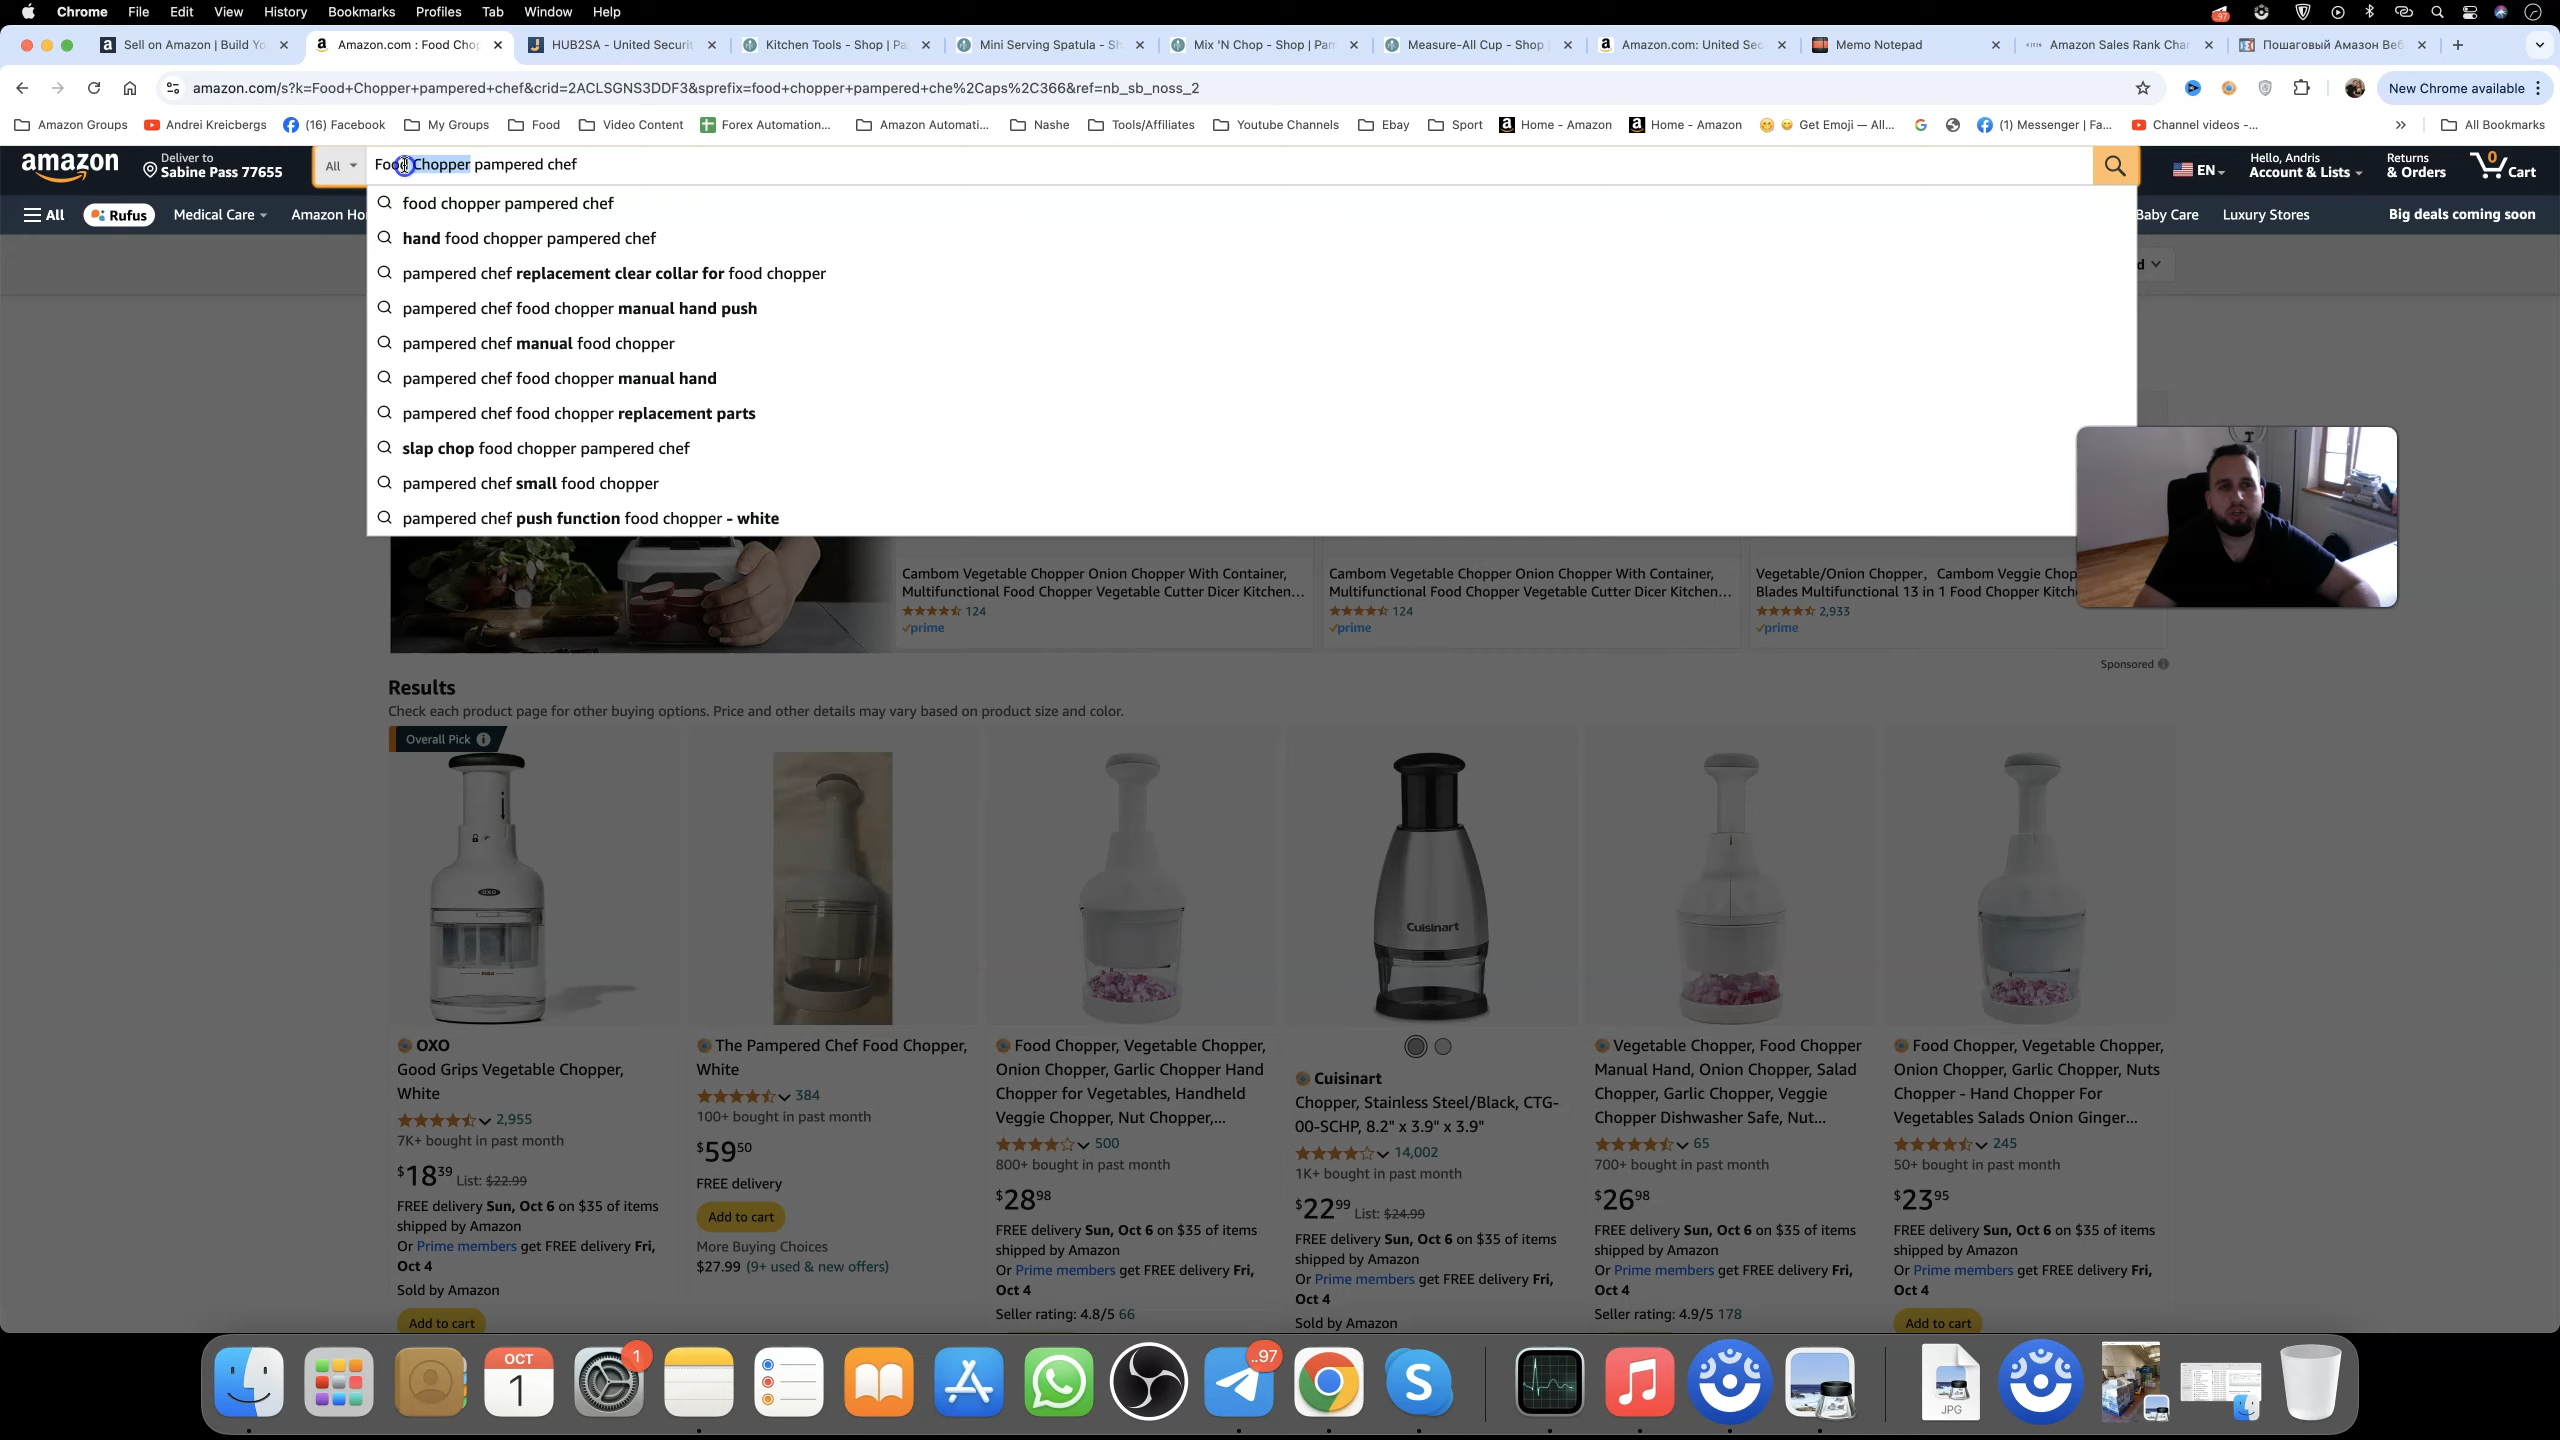 Chrome File Edit View History Bookmarks Profiles Tab Window Help
97
Sell on Amazon | Build Yo
Amazon.com : Food Chop
HUB2SA - United Securit
Kitchen Tools - Shop | Pa
Mini Serving Spatula - Sh
Mix 'N Chop - Shop | Pam
Measure-All Cup - Shop |
Amazon.com: United Sec
Memo Notepad
Amazon Sales Rank Char
Пошаговый Амазон Веб
amazon.com/s?k=Food+Chopper+pampered+chef&crid=2ACLSGNS3DDF3&sprefix=food+chopper+pampered+che%2Caps%2C366&ref=nb_sb_noss_2
New Chrome available
Amazon Groups
Andrei Kreicbergs
(16) Facebook
My Groups
Food
Video Content
Forex Automation...
Amazon Automati...
Nashe
Tools/Affiliates
Youtube Channels
Ebay
Sport
Home - Amazon
Home - Amazon
Get Emoji — All...
(1) Messenger | Fa...
Channel videos -...
All Bookmarks
amazon
Deliver to
Sabine Pass 77655
All
Food Chopper pampered chef
EN
Hello, Andris
Account & Lists
Returns
& Orders
0
Cart
All
Rufus
Medical Care
Amazon Ho
Baby Care
Luxury Stores
Big deals coming soon
food chopper pampered chef
hand food chopper pampered chef
pampered chef replacement clear collar for food chopper
pampered chef food chopper manual hand push
pampered chef manual food chopper
pampered chef food chopper manual hand
pampered chef food chopper replacement parts
slap chop food chopper pampered chef
pampered chef small food chopper
pampered chef push function food chopper - white
d
Cambom Vegetable Chopper Onion Chopper With Container,
Multifunctional Food Chopper Vegetable Cutter Dicer Kitchen...
124
prime
Cambom Vegetable Chopper Onion Chopper With Container,
Multifunctional Food Chopper Vegetable Cutter Dicer Kitchen...
124
prime
Vegetable/Onion Chopper, Cambom Veggie Chop
Blades Multifunctional 13 in 1 Food Chopper Kitch
2,933
prime
Sponsored
Results
Check each product page for other buying options. Price and other details may vary based on product size and color.
Overall Pick
OXO
max
Cuisinart
OXO
Good Grips Vegetable Chopper,
White
2,955
7K+ bought in past month
$18 39 List: $22.99
FREE delivery Sun, Oct 6 on $35 of items
shipped by Amazon
Or Prime members get FREE delivery Fri,
Oct 4
Sold by Amazon
Add to cart
The Pampered Chef Food Chopper,
White
384
100+ bought in past month
$59 50
FREE delivery
Add to cart
More Buying Choices
$27.99 (9+ used & new offers)
Food Chopper, Vegetable Chopper,
Onion Chopper, Garlic Chopper Hand
Chopper for Vegetables, Handheld
Veggie Chopper, Nut Chopper,...
500
800+ bought in past month
$28 98
FREE delivery Sun, Oct 6 on $35 of items
shipped by Amazon
Or Prime members get FREE delivery Fri,
Oct 4
Seller rating: 4.8/5 66
Cuisinart
Chopper, Stainless Steel/Black, CTG-
00-SCHP, 8.2" x 3.9" x 3.9"
14,002
1K+ bought in past month
$22 99 List: $24.99
FREE delivery Sun, Oct 6 on $35 of items
shipped by Amazon
Or Prime members get FREE delivery Fri,
Oct 4
Sold by Amazon
Vegetable Chopper, Food Chopper
Manual Hand, Onion Chopper, Salad
Chopper, Garlic Chopper, Veggie
Chopper Dishwasher Safe, Nut...
65
700+ bought in past month
$26 98
FREE delivery Sun, Oct 6 on $35 of items
shipped by Amazon
Or Prime members get FREE delivery Fri,
Oct 4
Seller rating: 4.9/5 178
Food Chopper, Vegetable Chopper,
Onion Chopper, Garlic Chopper, Nuts
Chopper - Hand Chopper For
Vegetables Salads Onion Ginger...
245
50+ bought in past month
$23 95
FREE delivery Sun, Oct 6 on $35 of items
shipped by Amazon
Or Prime members get FREE delivery Fri,
Oct 4
Add to cart
OCT
1
1
..97
JPG